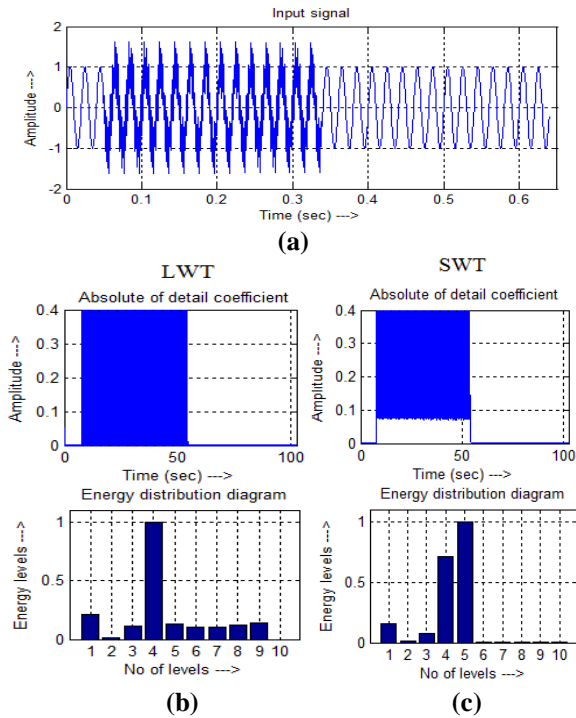 Input signal
Amplitude --->
2
1
0
-1
-2
0 0.1 0.2 0.3 0.4 0.5 0.6
Time (sec) --->
(a)
LWT
Absolute of detail coefficient
Amplitude --->
0.4
0.3
0.2
0.1
0
0 50 100
Time (sec) --->
Energy distribution diagram
Energy levels --->
1
0.5
0
1 2 3 4 5 6 7 8 9 10
No of levels --->
(b)
SWT
Absolute of detail coefficient
Amplitude --->
0.4
0.3
0.2
0.1
0
0 50 100
Time (sec) --->
Energy distribution diagram
Energy levels --->
1
0.5
0
1 2 3 4 5 6 7 8 9 10
No of levels --->
(c)